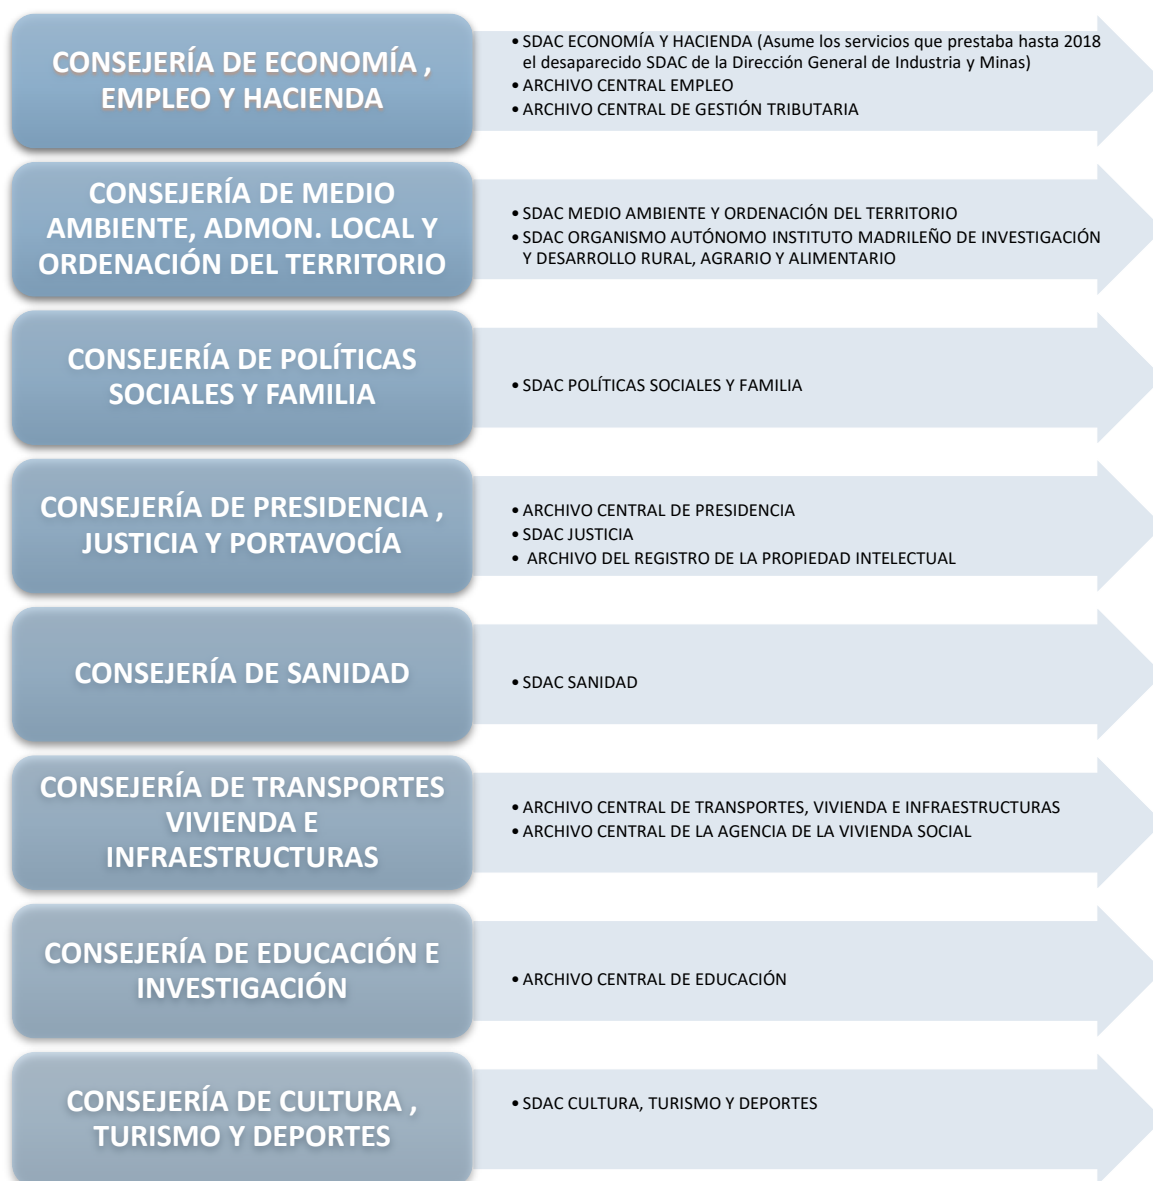 CONSEJERÍA DE ECONOMÍA ,
EMPLEO Y HACIENDA
• SDAC ECONOMÍA Y HACIENDA (Asume los servicios que prestaba hasta 2018
el desaparecido SDAC de la Dirección General de Industria y Minas)
• ARCHIVO CENTRAL EMPLEO
• ARCHIVO CENTRAL DE GESTIÓN TRIBUTARIA
CONSEJERÍA DE MEDIO
AMBIENTE, ADMON. LOCAL Y
ORDENACIÓN DEL TERRITORIO
• SDAC MEDIO AMBIENTE Y ORDENACIÓN DEL TERRITORIO
• SDAC ORGANISMO AUTÓNOMO INSTITUTO MADRILEÑO DE INVESTIGACIÓN
Y DESARROLLO RURAL, AGRARIO Y ALIMENTARIO
CONSEJERÍA DE POLÍTICAS
SOCIALES Y FAMILIA
• SDAC POLÍTICAS SOCIALES Y FAMILIA
CONSEJERÍA DE PRESIDENCIA ,
JUSTICIA Y PORTAVOCÍA
• ARCHIVO CENTRAL DE PRESIDENCIA
• SDAC JUSTICIA
• ARCHIVO DEL REGISTRO DE LA PROPIEDAD INTELECTUAL
CONSEJERÍA DE SANIDAD
• SDAC SANIDAD
CONSEJERÍA DE TRANSPORTES
VIVIENDA E
INFRAESTRUCTURAS
• ARCHIVO CENTRAL DE TRANSPORTES, VIVIENDA E INFRAESTRUCTURAS
• ARCHIVO CENTRAL DE LA AGENCIA DE LA VIVIENDA SOCIAL
CONSEJERÍA DE EDUCACIÓN E
INVESTIGACIÓN
• ARCHIVO CENTRAL DE EDUCACIÓN
CONSEJERÍA DE CULTURA ,
TURISMO Y DEPORTES
• SDAC CULTURA, TURISMO Y DEPORTES